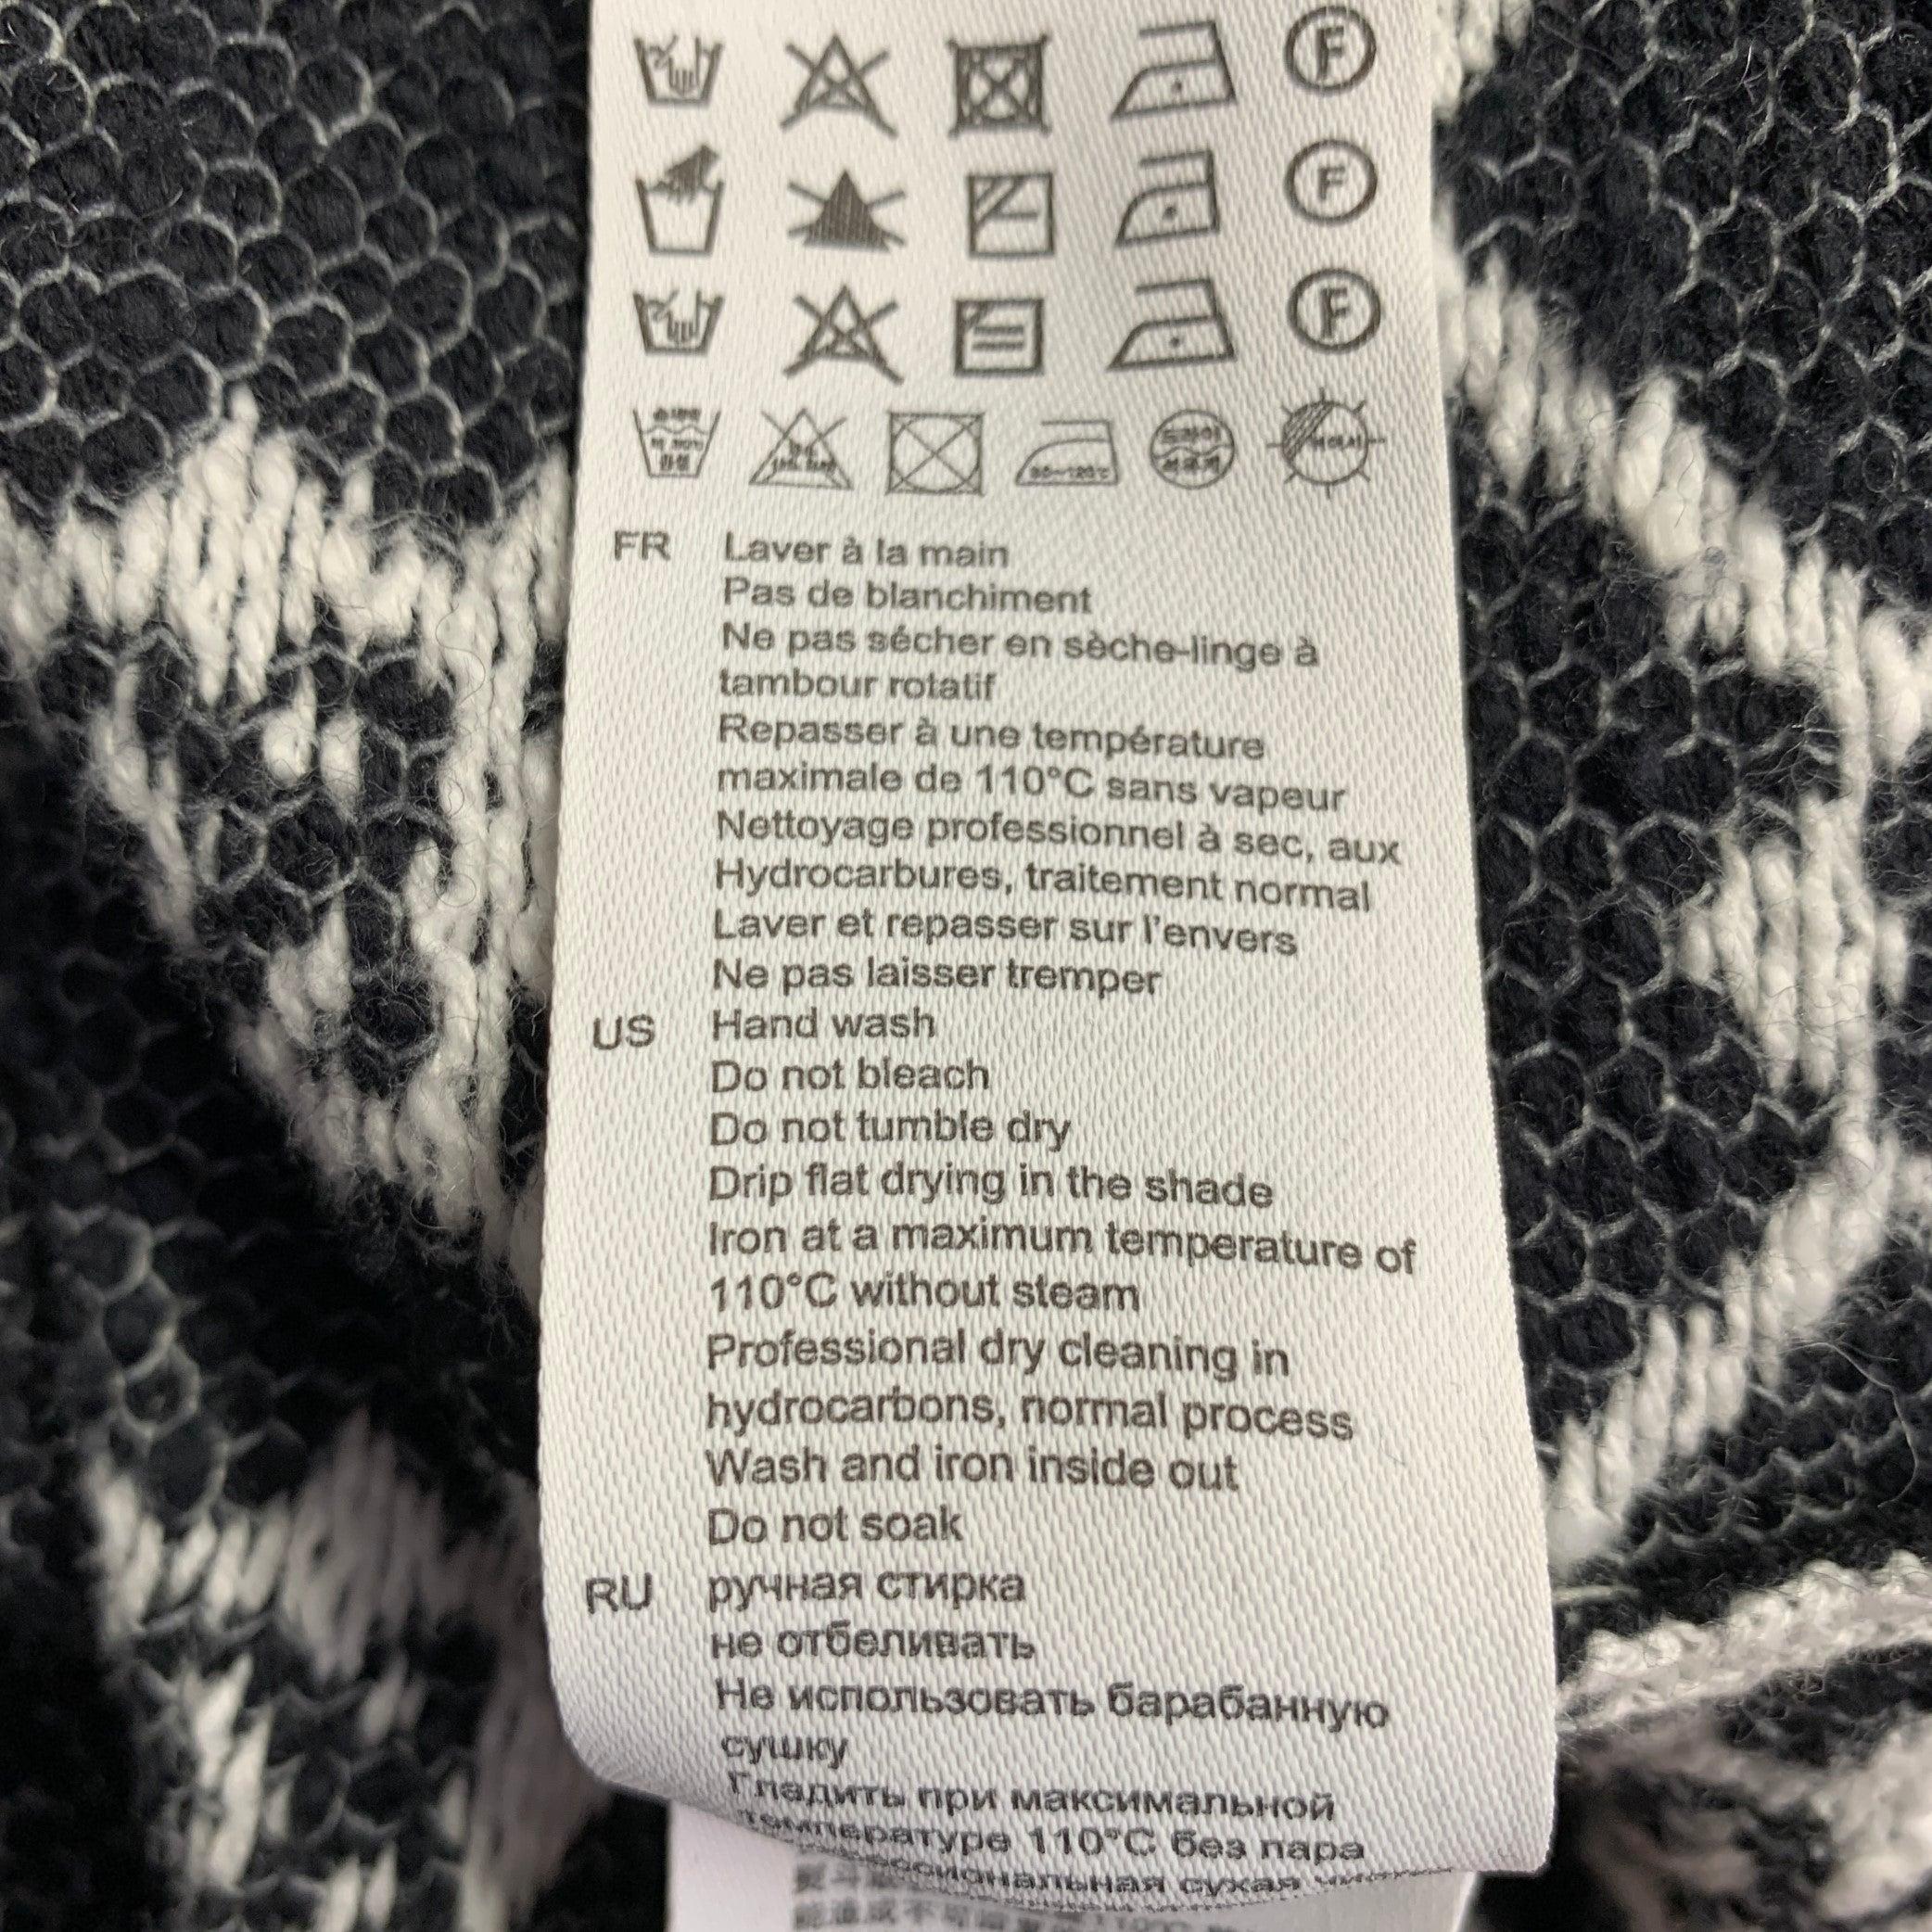 F
F
F
FR Laver à la main
Pas de blanchiment
Ne pas sécher en sèche-linge à
tambour rotatif
Repasser à une température
maximale de 110°C sans vapeur
Nettoyage professionnel à sec, aux
Hydrocarbures, traitement normal
Laver et repasser sur l'envers
Ne pas laisser tremper
US Hand wash
Do not bleach
Do not tumble dry
Drip flat drying in the shade
Iron at a maximum temperature of
110°C without steam
Professional dry cleaning in
hydrocarbons, normal process
Wash and iron inside out
Do not soak
RU ручная стирка
не отбеливать
Не использовать барабанную
сушку
Гладить при максимальной
температуре 110°C без пара
сухая